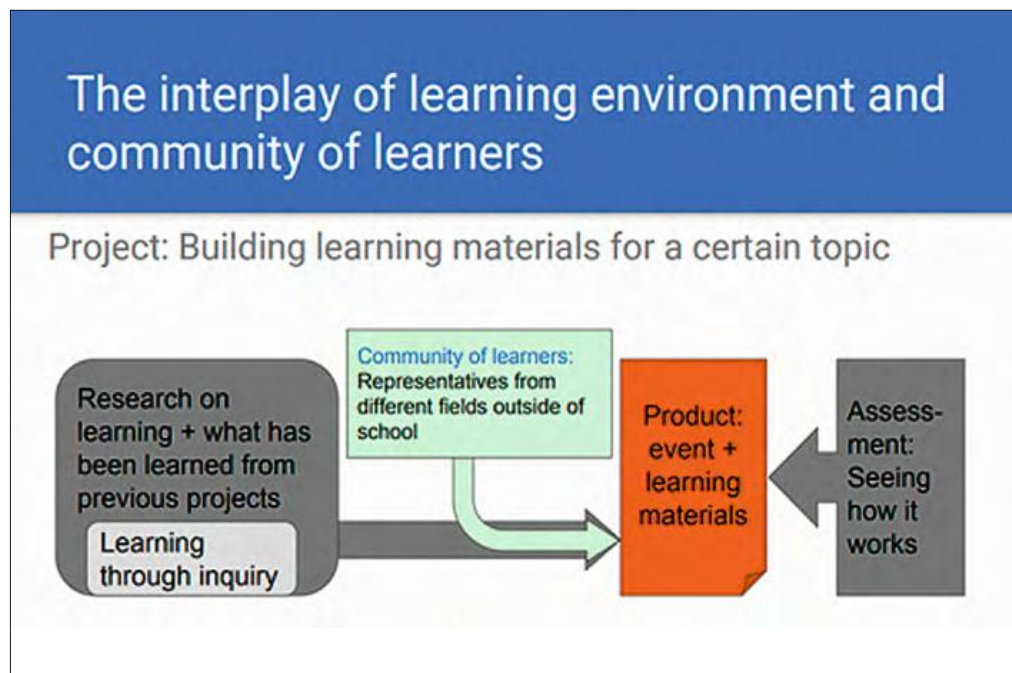 The interplay of learning environment and
community of learners
Project: Building learning materials for a certain topic
Research on
learning + what has
been learned from
previous projects
Learning
through inquiry
Community of learners:
Representatives from
different fields outside of
school
Product:
event +
learning
materials
Assess-
ment:
Seeing
how it
works